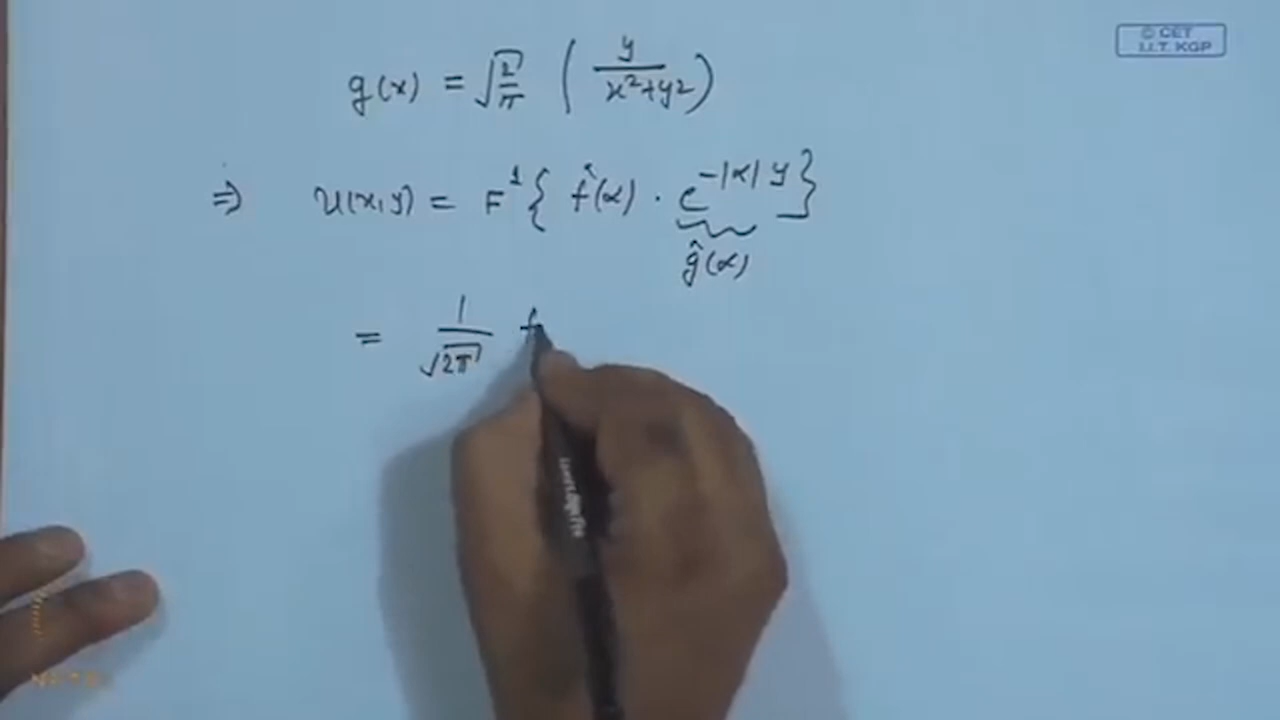 © CET
I.I.T. KGP
g(x) = √(2/π) ( y / (x²+y²) )
⇒ u(x,y) = F⁻¹{ f̂(α) · e^(-|α| y) }
ĝ(α)
= 1/√(2π) f